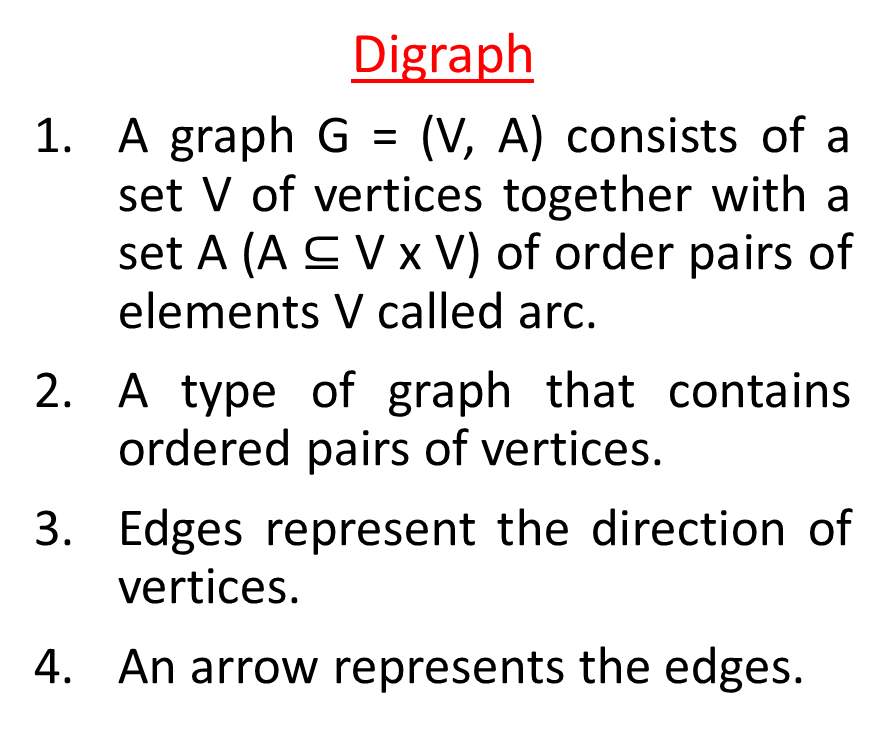 Digraph
1. A graph G = (V, A) consists of a
set V of vertices together with a
set A (A ⊆ V x V) of order pairs of
elements V called arc.
2. A type of graph that contains
ordered pairs of vertices.
3. Edges represent the direction of
vertices.
4. An arrow represents the edges.